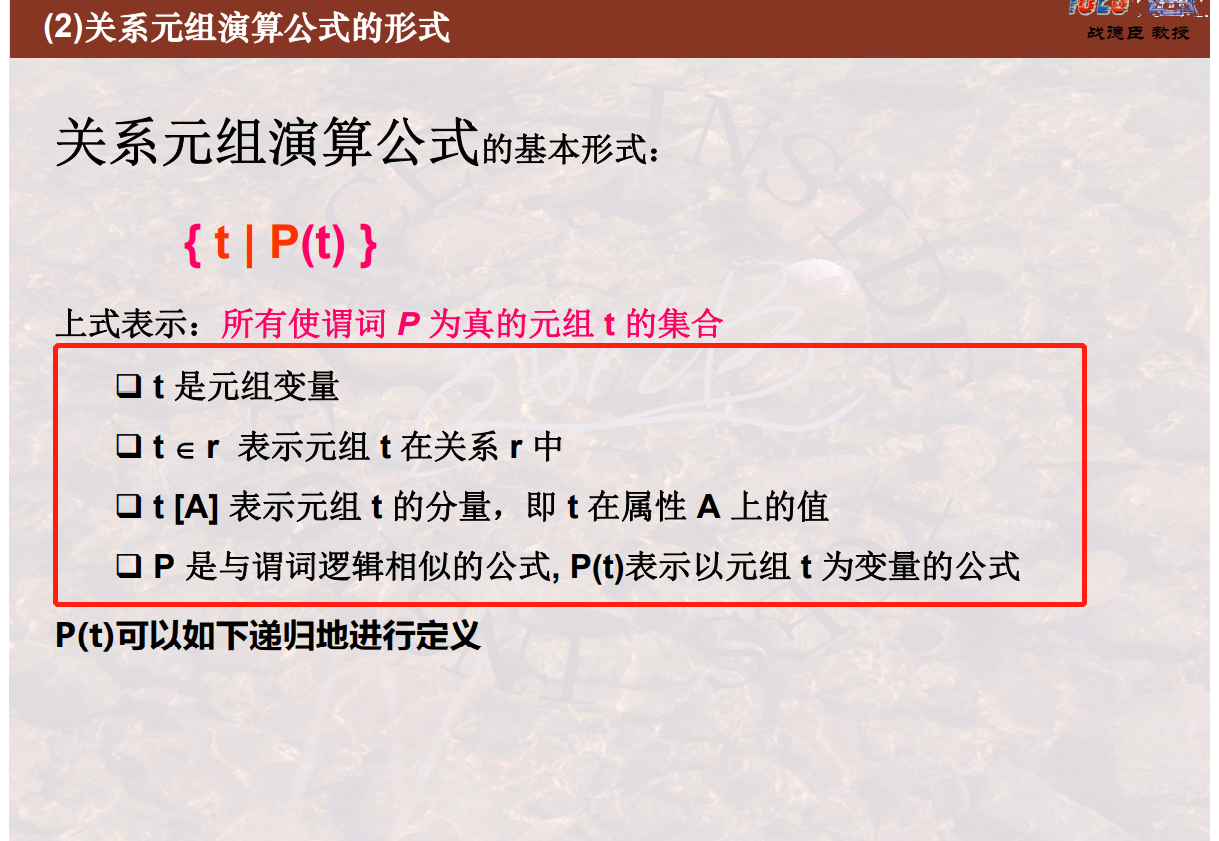 (2)关系元组演算公式的形式
战德臣 教授
关系元组演算公式的基本形式：
{ t | P(t) }
上式表示：所有使谓词 P 为真的元组 t 的集合
❑ t 是元组变量
❑ t ∈ r 表示元组 t 在关系 r 中
❑ t [A] 表示元组 t 的分量，即 t 在属性 A 上的值
❑ P 是与谓词逻辑相似的公式, P(t)表示以元组 t 为变量的公式
P(t)可以如下递归地进行定义